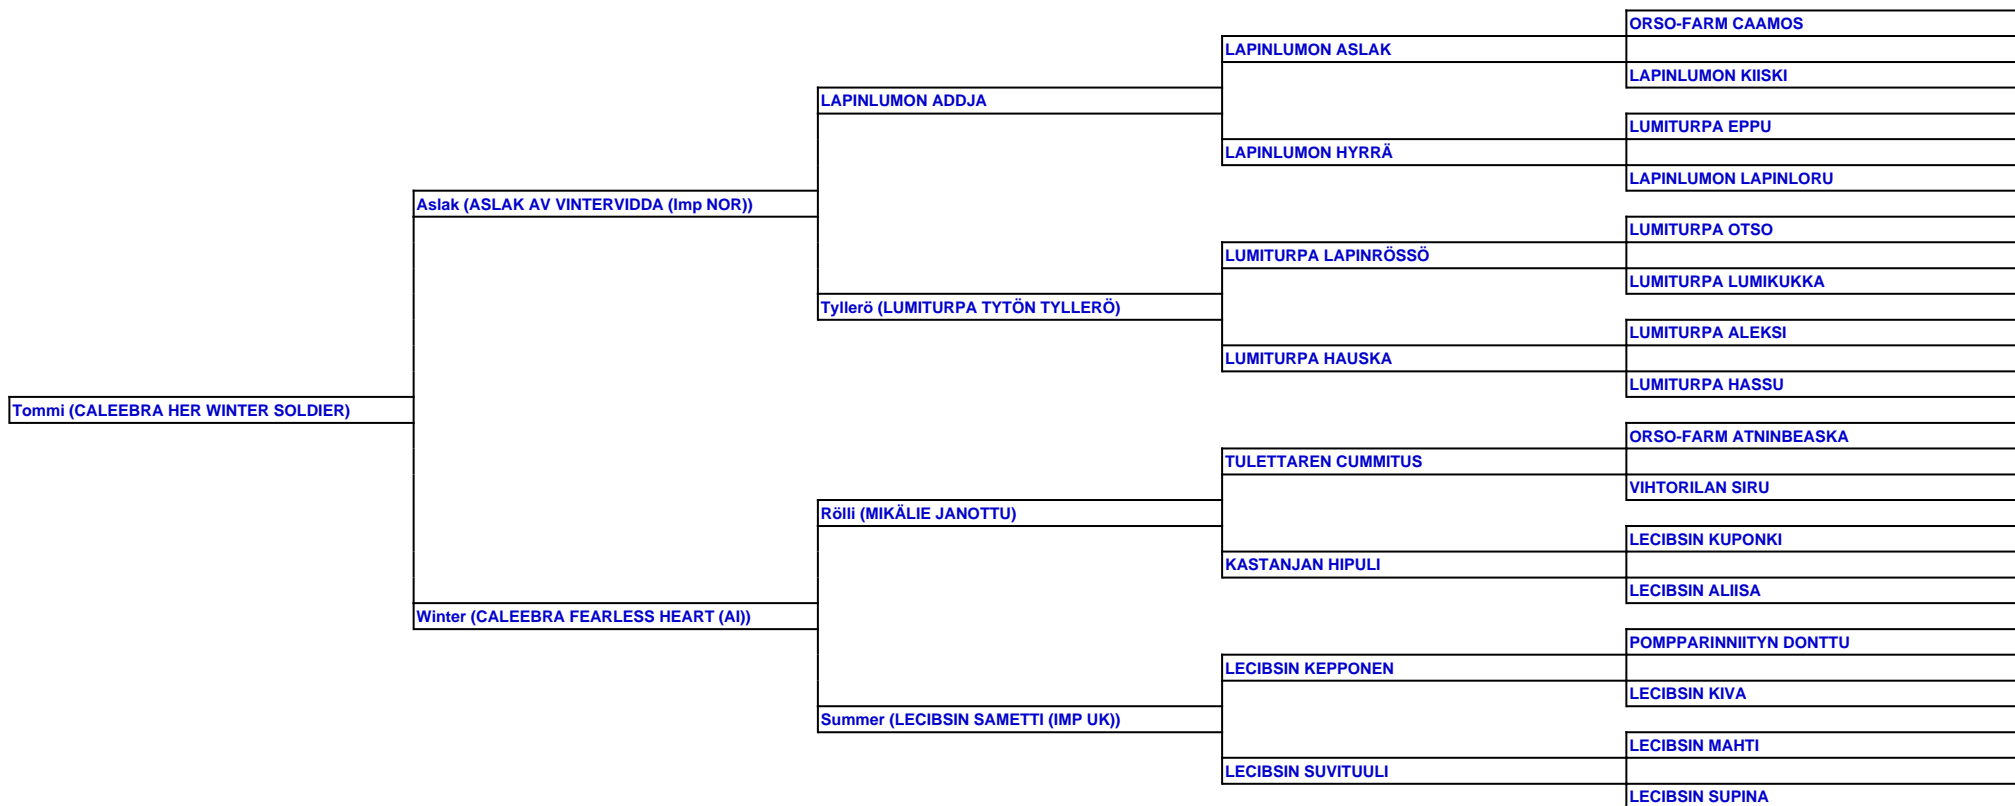 ORSO-FARM CAAMOS
LAPINLUMON ASLAK
LAPINLUMON KIISKI
LAPINLUMON ADDJA
LUMITURPA EPPU
LAPINLUMON HYRRÄ
LAPINLUMON LAPINLORU
Aslak (ASLAK AV VINTERVIDDA (Imp NOR))
LUMITURPA OTSO
LUMITURPA LAPINRÖSSÖ
LUMITURPA LUMIKUKKA
Tyllerö (LUMITURPA TYTÖN TYLLERÖ)
LUMITURPA ALEKSI
LUMITURPA HAUSKA
LUMITURPA HASSU
Tommi (CALEEBRA HER WINTER SOLDIER)
ORSO-FARM ATNINBEASKA
TULETTAREN CUMMITUS
VIHTORILAN SIRU
Rölli (MIKÄLIE JANOTTU)
LECIBSIN KUPONKI
KASTANJAN HIPULI
LECIBSIN ALIISA
Winter (CALEEBRA FEARLESS HEART (AI))
POMPPARINNIITYN DONTTU
LECIBSIN KEPPONEN
LECIBSIN KIVA
Summer (LECIBSIN SAMETTI (IMP UK))
LECIBSIN MAHTI
LECIBSIN SUVITUULI
LECIBSIN SUPINA